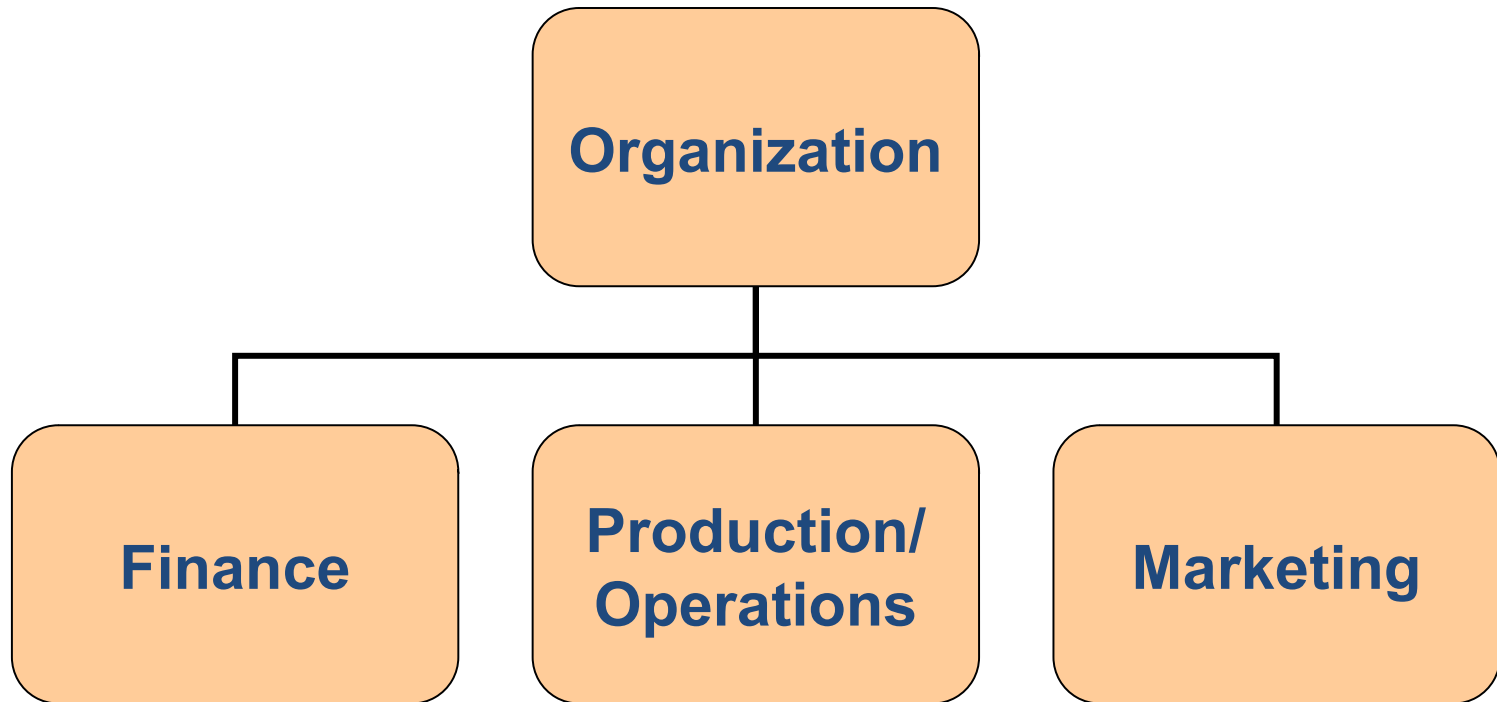 Organization
Finance
Production/
Operations
Marketing